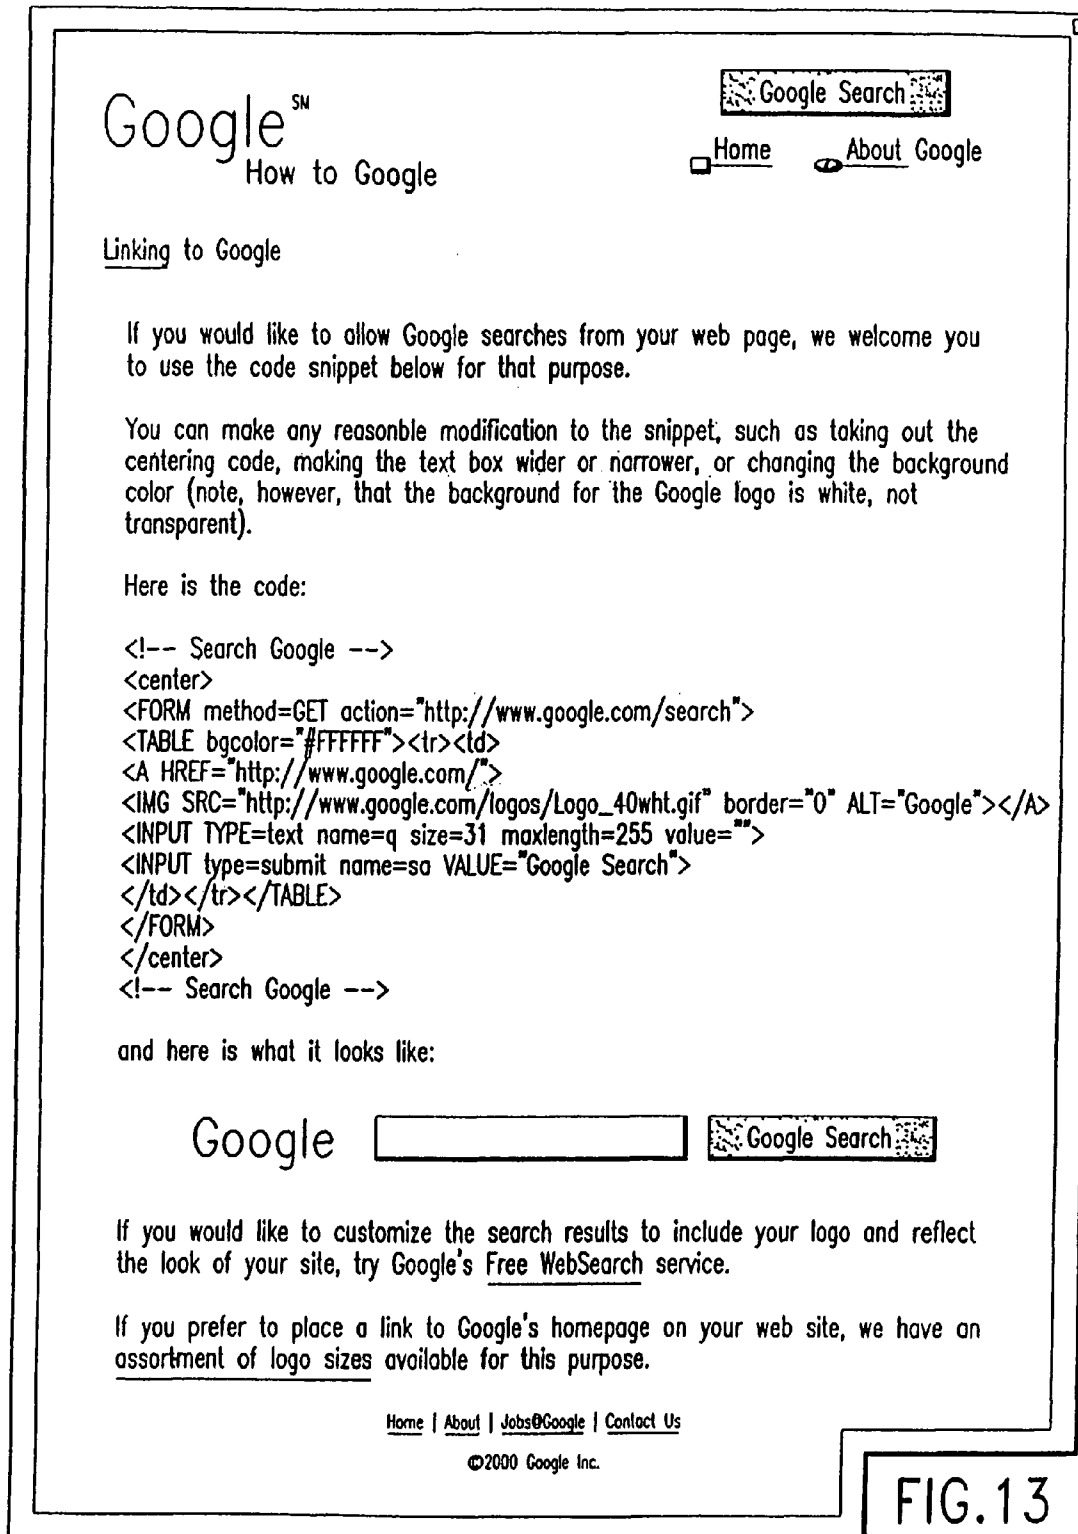 Google SM
Google Search
How to Google
Home About Google
Linking to Google
If you would like to allow Google searches from your web page, we welcome you
to use the code snippet below for that purpose.
You can make any reasonble modification to the snippet, such as taking out the
centering code, making the text box wider or narrower, or changing the background
color (note, however, that the background for the Google logo is white, not
transparent).
Here is the code:
<!-- Search Google -->
<center>
<FORM method=GET action="http://www.google.com/search">
<TABLE bgcolor="#FFFFFF"><tr><td>
<A HREF="http://www.google.com/">
<IMG SRC="http://www.google.com/logos/Logo_40wht.gif" border="0" ALT="Google"></A>
<INPUT TYPE=text name=q size=31 maxlength=255 value="">
<INPUT type=submit name=sa VALUE="Google Search">
</td></tr></TABLE>
</FORM>
</center>
<!-- Search Google -->
and here is what it looks like:
Google Google Search
If you would like to customize the search results to include your logo and reflect
the look of your site, try Google's Free WebSearch service.
If you prefer to place a link to Google's homepage on your web site, we have an
assortment of logo sizes available for this purpose.
Home | About | Jobs@Google | Contact Us
©2000 Google Inc.
FIG.13